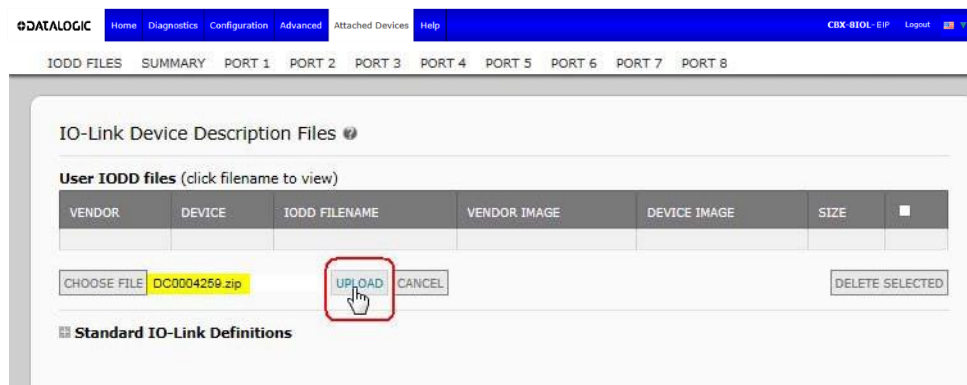 DATALOGIC Home Diagnostics Configuration Advanced Attached Devices Help CBX-8IOL-EIP Logout
IODD FILES SUMMARY PORT 1 PORT 2 PORT 3 PORT 4 PORT 5 PORT 6 PORT 7 PORT 8
IO-Link Device Description Files ?
User IODD files (click filename to view)
VENDOR DEVICE IODD FILENAME VENDOR IMAGE DEVICE IMAGE SIZE
CHOOSE FILE DC0004259.zip UPLOAD CANCEL DELETE SELECTED
Standard IO-Link Definitions